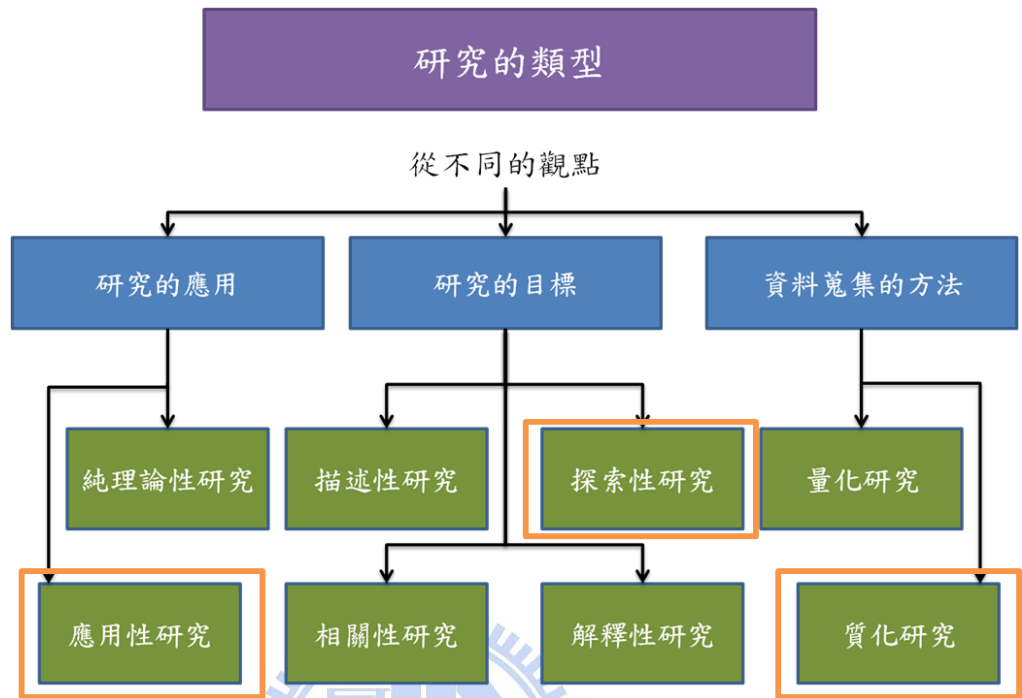 研究的類型
從不同的觀點
研究的應用
研究的目標
資料蒐集的方法
純理論性研究
描述性研究
探索性研究
量化研究
應用性研究
相關性研究
解釋性研究
質化研究